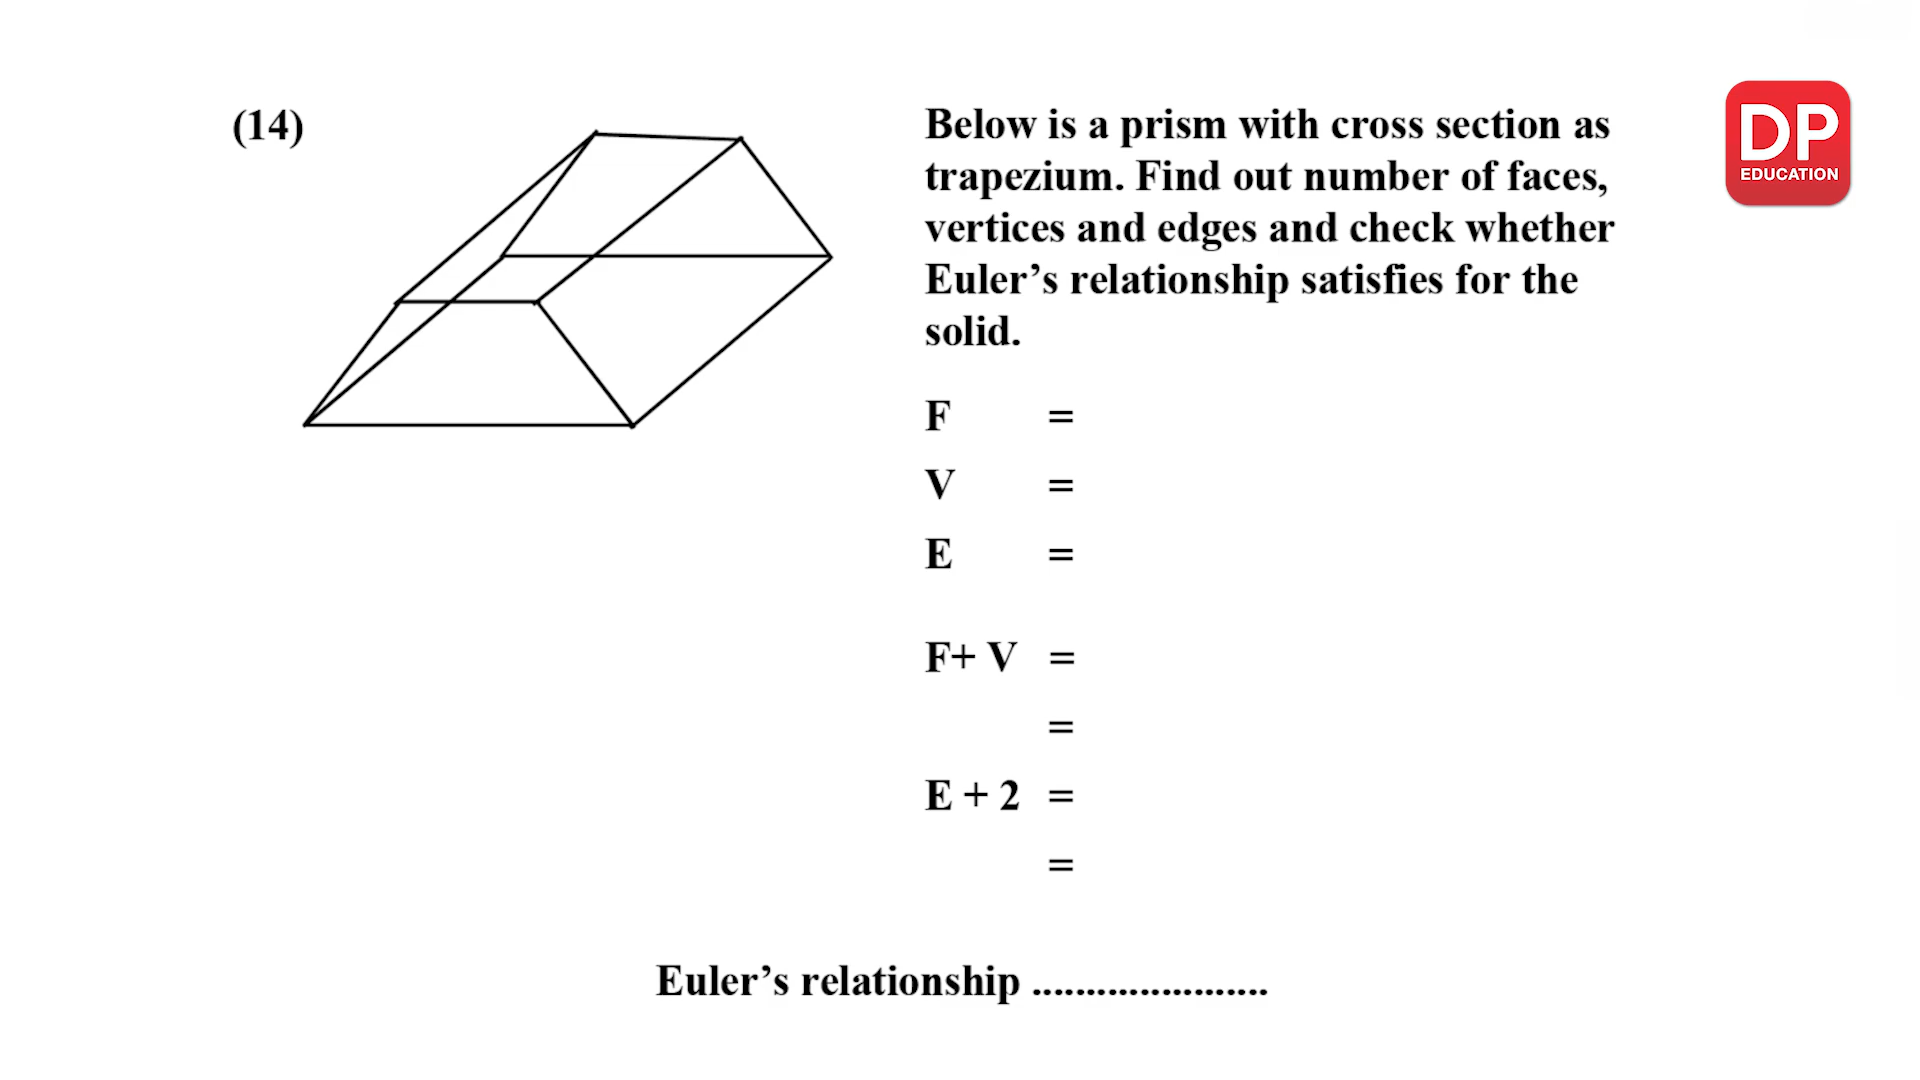 (14)
Below is a prism with cross section as
trapezium. Find out number of faces,
vertices and edges and check whether
Euler’s relationship satisfies for the
solid.
F =
V =
E =
F+ V =
=
E + 2 =
=
Euler’s relationship ......................
DP
EDUCATION